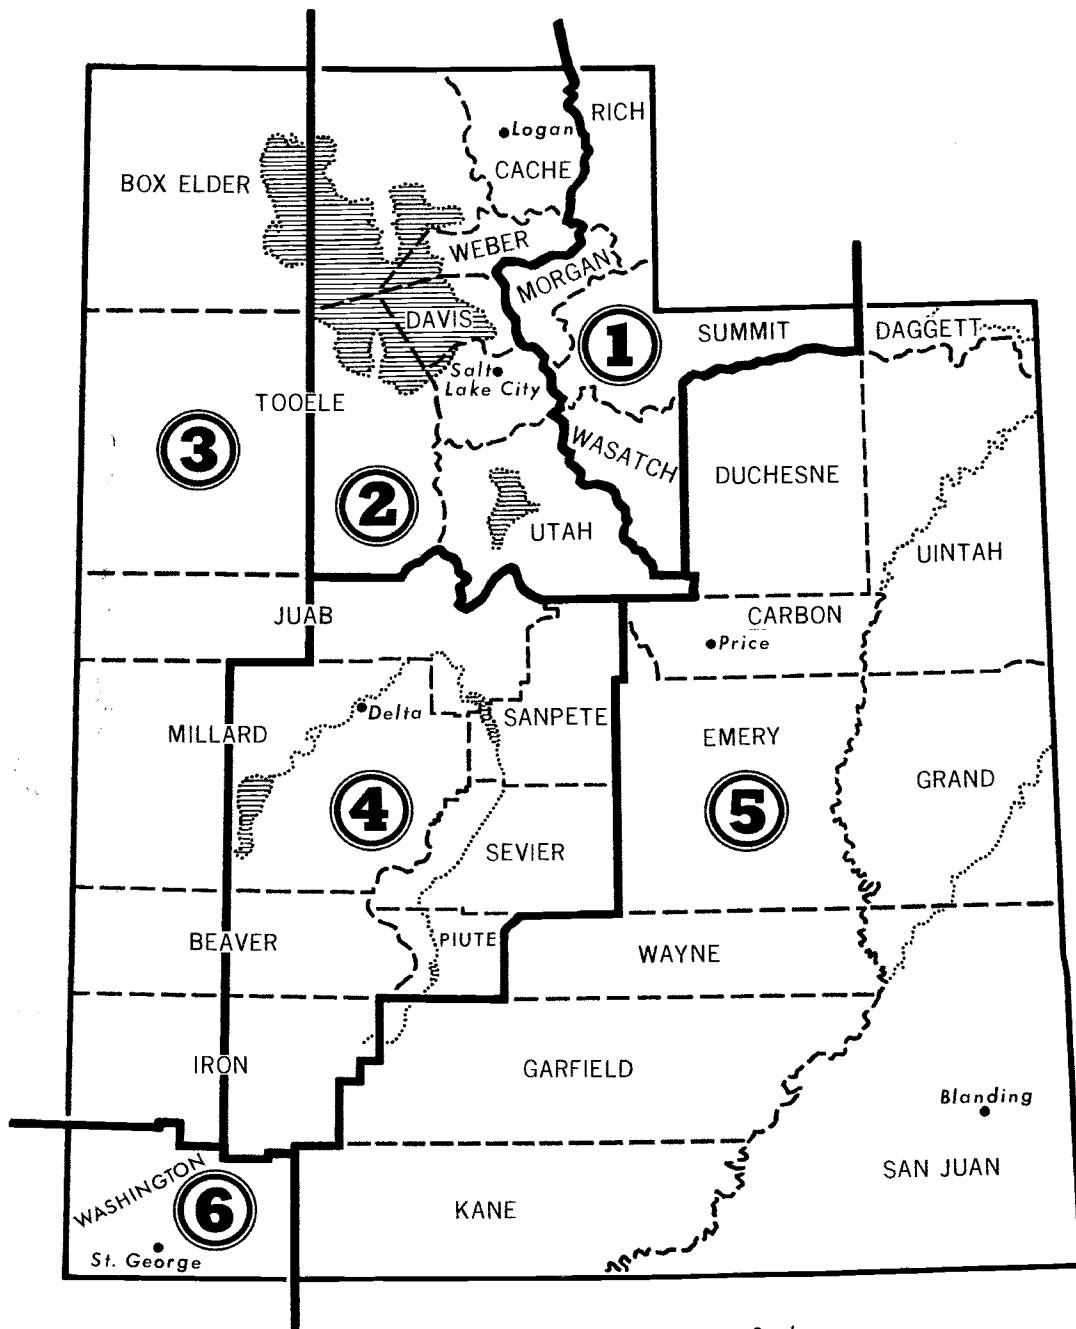 RICH
Logan
CACHE
BOX ELDER
WEBER
MORGAN
DAVIS
1
SUMMIT
DAGGETT
Salt
Lake City
TOOELE
3
WASATCH
DUCHESNE
2
UTAH
UINTAH
JUAB
CARBON
Price
Delta
SANPETE
MILLARD
EMERY
GRAND
4
5
SEVIER
BEAVER
PIUTE
WAYNE
IRON
GARFIELD
Blanding
WASHINGTON
SAN JUAN
6
KANE
St. George